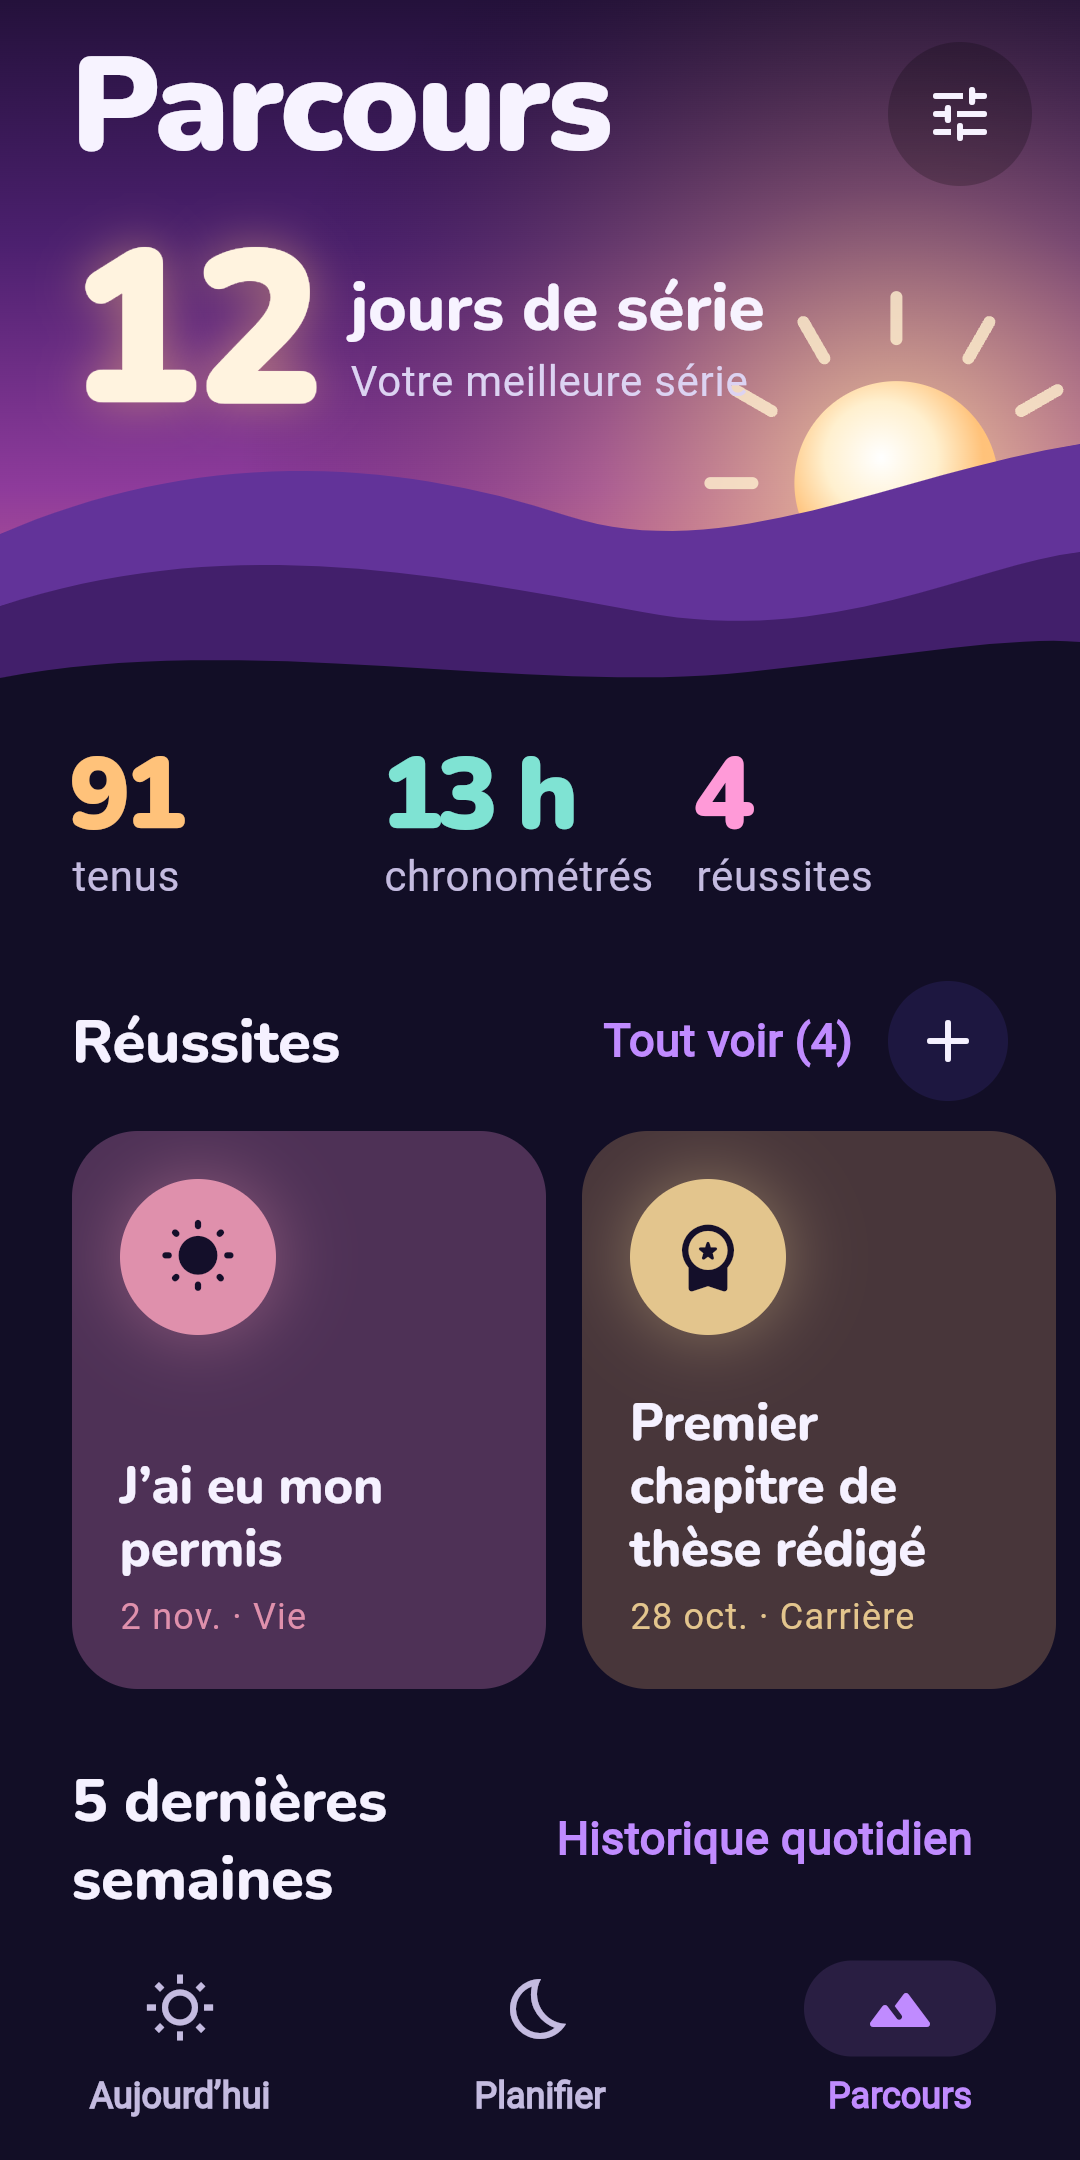 Parcours
12
jours de série
Votre meilleure série
91
tenus
13 h
chronométrés
4
réussites
Réussites
Tout voir (4)
J’ai eu mon
permis
2 nov. · Vie
Premier
chapitre de
thèse rédigé
28 oct. · Carrière
5 dernières
semaines
Historique quotidien
Aujourd’hui
Planifier
Parcours